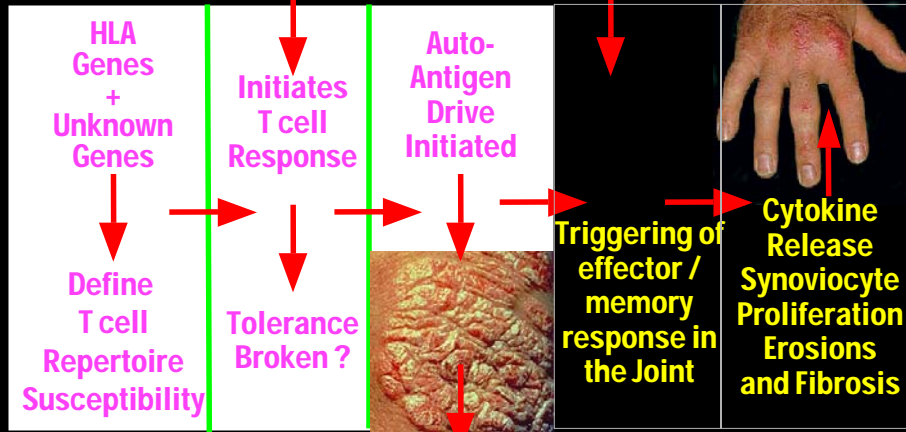 HLA
Genes
+
Unknown
Genes
Define
T cell
Repertoire
Susceptibility
Initiates
T cell
Response
Tolerance
Broken ?
Auto-
Antigen
Drive
Initiated
Triggering of
effector /
memory
response in
the Joint
Cytokine
Release
Synoviocyte
Proliferation
Erosions
and Fibrosis